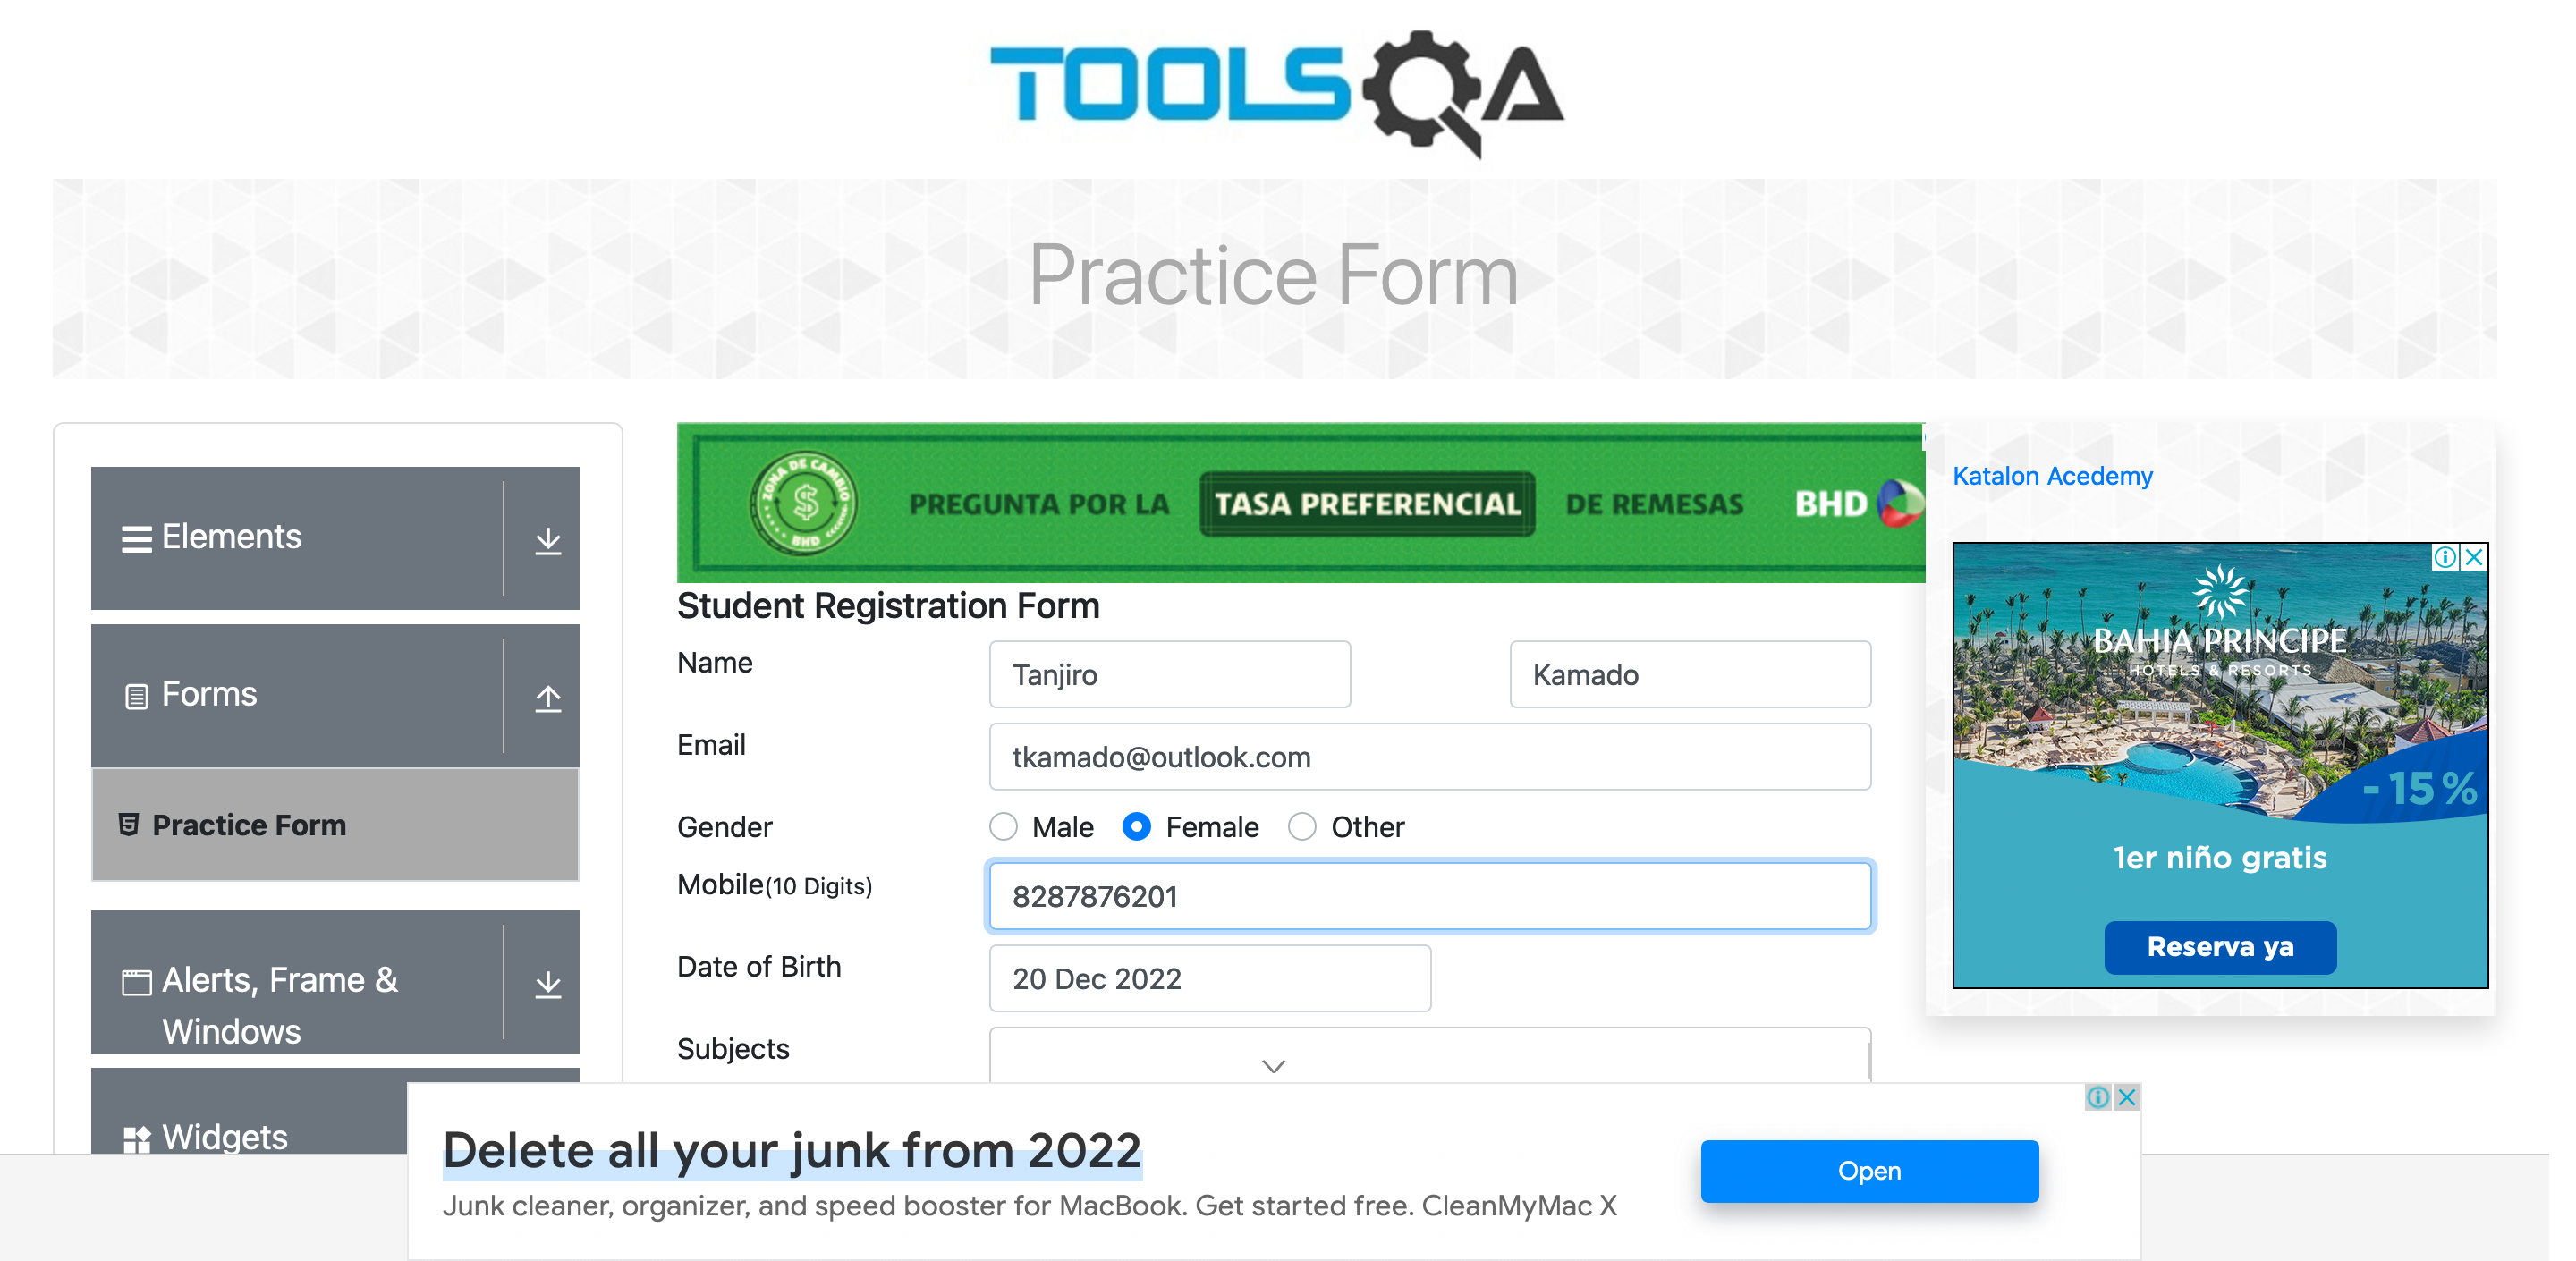 TOOLSQA
Practice Form
Elements
Forms
Practice Form
Alerts, Frame &
Windows
Widgets
ZONA DE CAMBIO
$
BHD
PREGUNTA POR LA TASA PREFERENCIAL DE REMESAS BHD
Student Registration Form
Name Tanjiro Kamado
Email tkamado@outlook.com
Gender Male Female Other
Mobile(10 Digits) 8287876201
Date of Birth 20 Dec 2022
Subjects
Katalon Acedemy
BAHIA PRINCIPE
HOTELS & RESORTS
-15%
1er niño gratis
Reserva ya
Delete all your junk from 2022
Junk cleaner, organizer, and speed booster for MacBook. Get started free. CleanMyMac X
Open